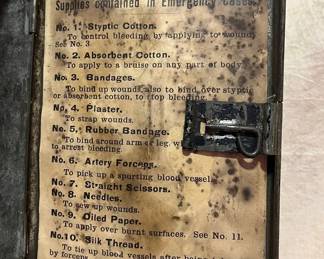 Supplies contained in Emergency Cases.
No. 1. Styptic Cotton.
To control bleeding by applying to wound.
See No. 3
No. 2. Absorbent Cotton.
To apply to a bruise on any part of body.
No. 3. Bandages.
To bind up wounds, also to bind over styptic
or absorbent cotton, to stop bleeding.
No. 4. Plaster.
To strap wounds.
No. 5. Rubber Bandage.
To bind around arm or leg, wh
to arrest bleeding.
No. 6. Artery Forceps.
To pick up a spurting blood vessel.
No. 7. Straight Scissors.
No. 8. Needles.
To sew up wounds.
No. 9. Oiled Paper.
To apply over burnt surfaces. See No. 11.
No. 10. Silk Thread.
To tie up blood vessels after being
by forceps